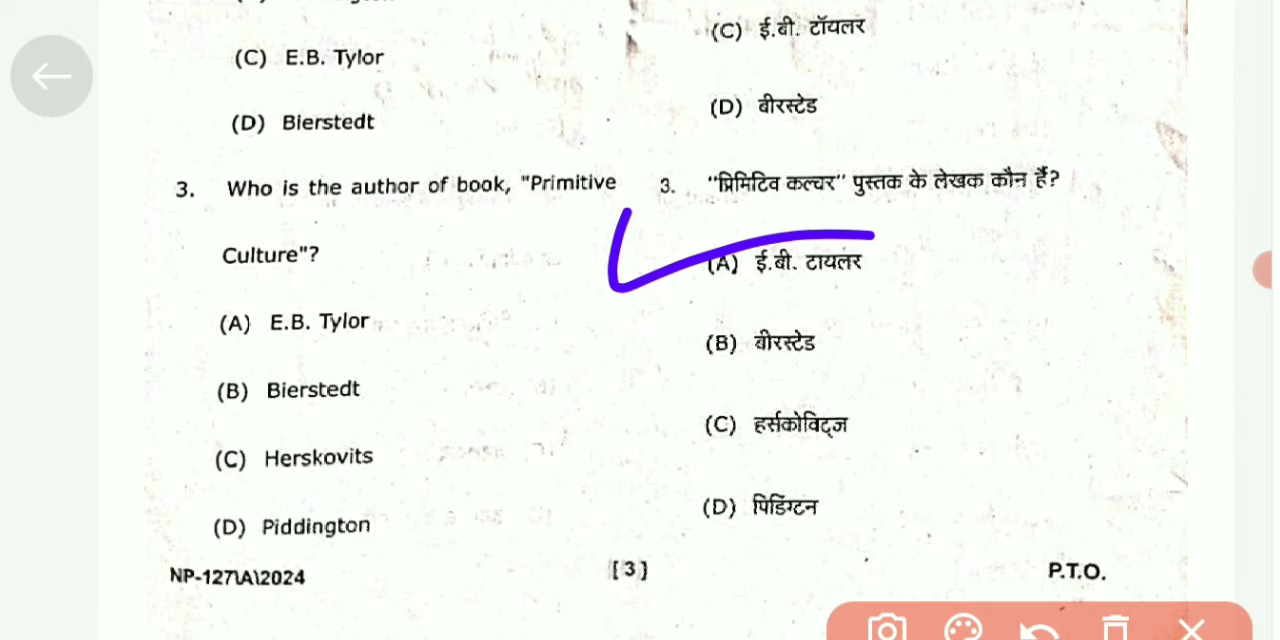 (C) E.B. Tylor
(D) Bierstedt
3. Who is the author of book, "Primitive
Culture"?
(A) E.B. Tylor
(B) Bierstedt
(C) Herskovits
(D) Piddington
NP-127\A\2024
(C) ई.बी. टॉयलर
(D) बीरस्टेड
3. ‘‘प्रिमिटिव कल्चर’’ पुस्तक के लेखक कौन हैं?
(A) ई.बी. टायलर
(B) बीरस्टेड
(C) हर्सकोविट्ज
(D) पिडिंग्टन
[3]
P.T.O.